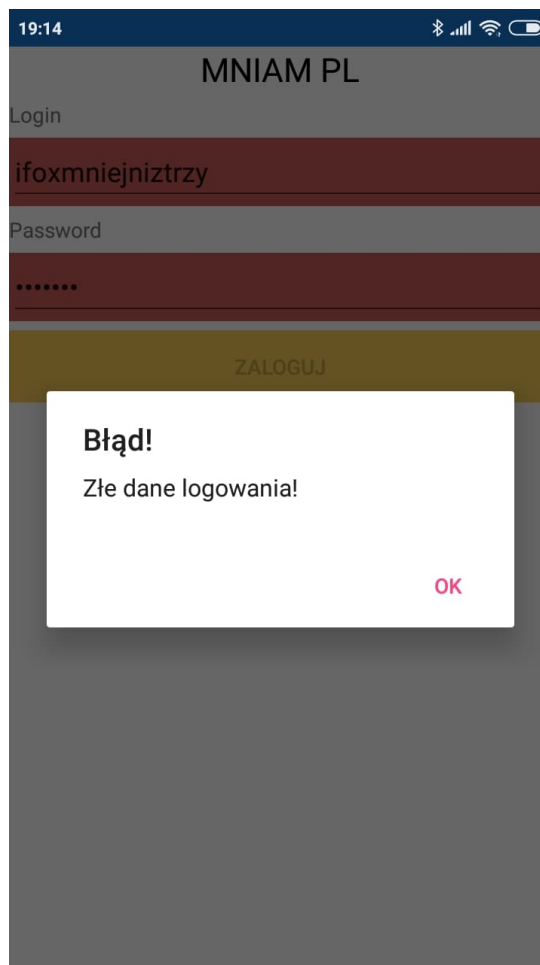 19:14
MNIAM PL
Login
ifoxmniejniztrzy
Password
•••••••
ZALOGUJ
Błąd!
Złe dane logowania!
OK